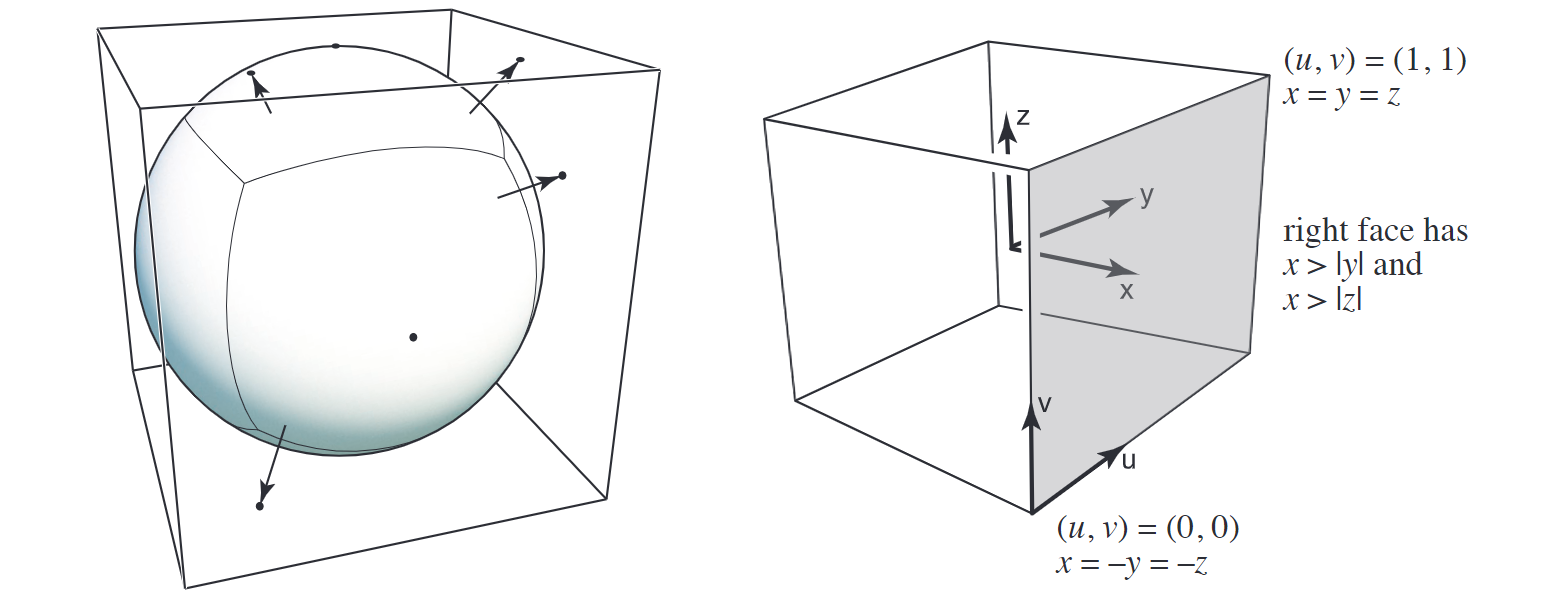 (u, v) = (1, 1)
x = y = z
z
y
right face has
x > |y| and
x > |z|
x
v
u
(u, v) = (0, 0)
x = –y = –z